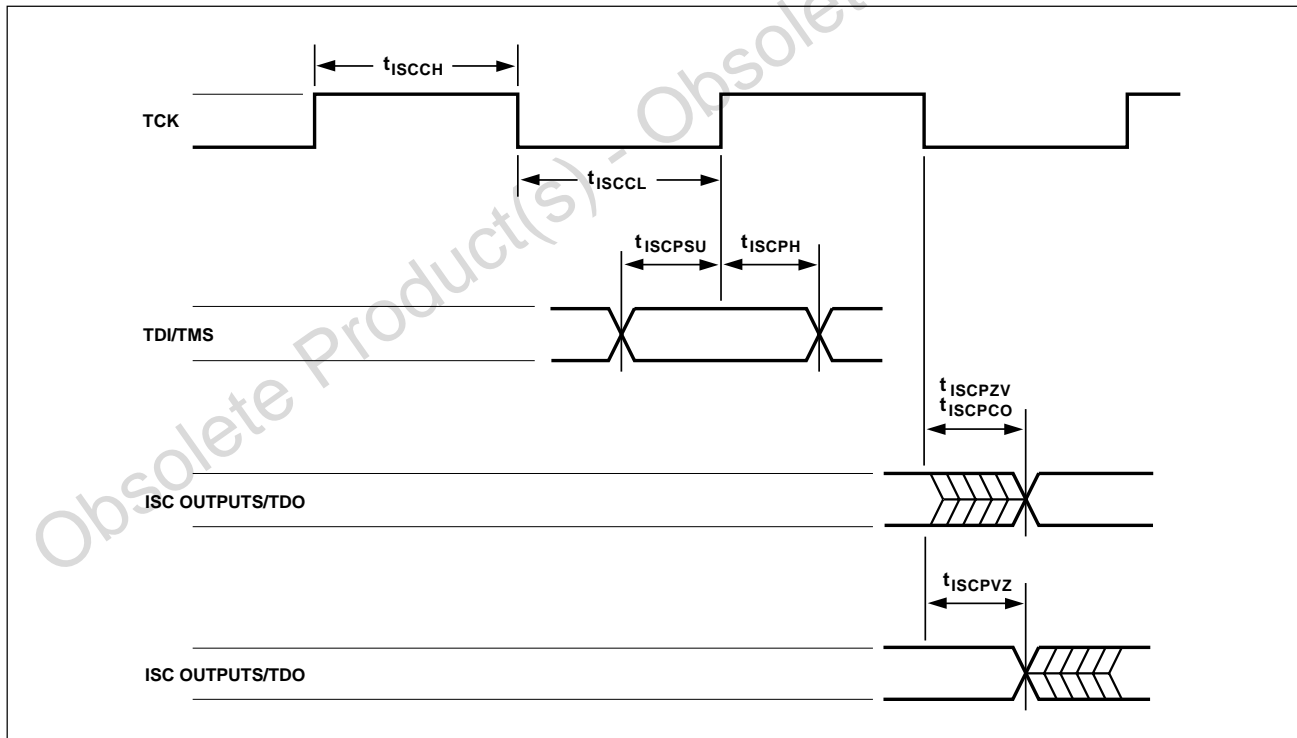 Obsolete Product(s) - Obsolete
tISCCH
TCK
tISCCL
tISCPSU
tISCPH
TDI/TMS
tISCPZV
tISCPCO
ISC OUTPUTS/TDO
tISCPVZ
ISC OUTPUTS/TDO